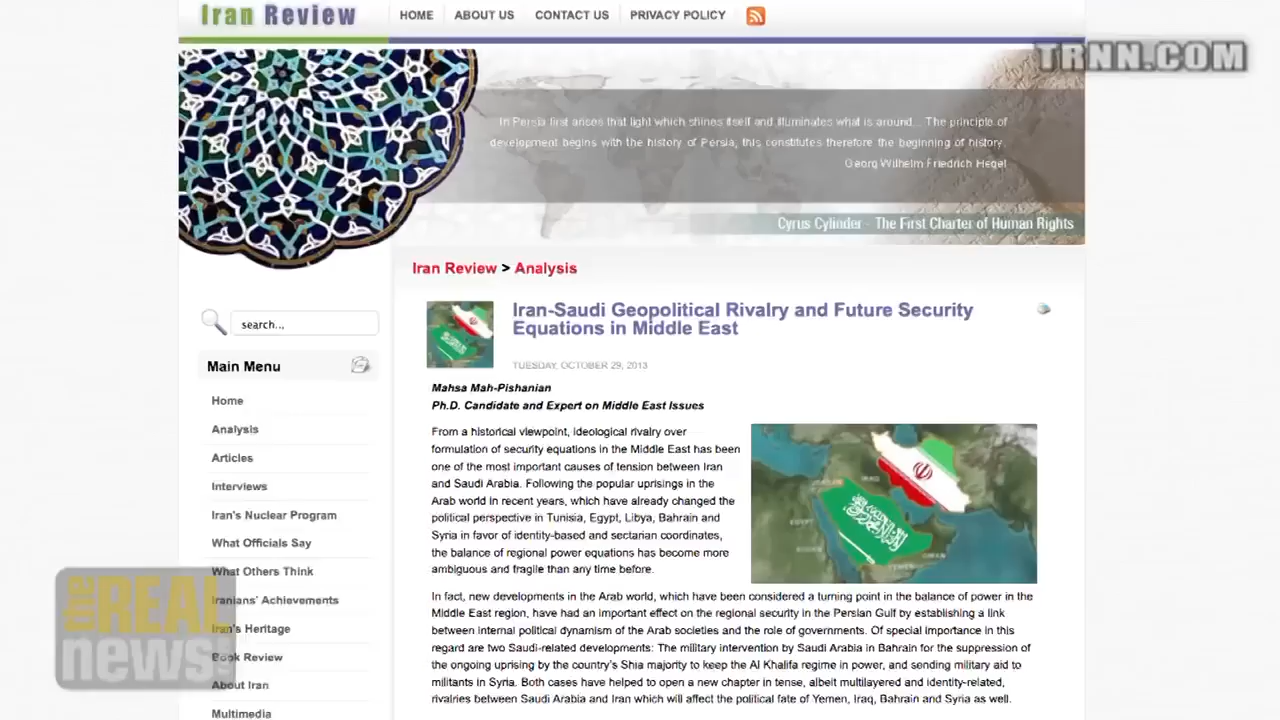 Iran Review
HOME
ABOUT US
CONTACT US
PRIVACY POLICY
TRNN.COM
In Persia first arises that light which shines itself and illuminates what is around... The principle of
development begins with the history of Persia; this constitutes therefore the beginning of history.
Georg Wilhelm Friedrich Hegel
Cyrus Cylinder - The First Charter of Human Rights
Iran Review > Analysis
search...
Main Menu
Home
Analysis
Articles
Interviews
Iran's Nuclear Program
What Officials Say
What Others Think
Iranians' Achievements
Iran's Heritage
Book Review
About Iran
Multimedia
the REAL
news
Iran-Saudi Geopolitical Rivalry and Future Security
Equations in Middle East
TUESDAY, OCTOBER 29, 2013
Mahsa Mah-Pishanian
Ph.D. Candidate and Expert on Middle East Issues
From a historical viewpoint, ideological rivalry over
formulation of security equations in the Middle East has been
one of the most important causes of tension between Iran
and Saudi Arabia. Following the popular uprisings in the
Arab world in recent years, which have already changed the
political perspective in Tunisia, Egypt, Libya, Bahrain and
Syria in favor of identity-based and sectarian coordinates,
the balance of regional power equations has become more
ambiguous and fragile than any time before.
IRAQ
EGYPT
OMAN
YEMEN
In fact, new developments in the Arab world, which have been considered a turning point in the balance of power in the
Middle East region, have had an important effect on the regional security in the Persian Gulf by establishing a link
between internal political dynamism of the Arab societies and the role of governments. Of special importance in this
regard are two Saudi-related developments: The military intervention by Saudi Arabia in Bahrain for the suppression of
the ongoing uprising by the country's Shia majority to keep the Al Khalifa regime in power, and sending military aid to
militants in Syria. Both cases have helped to open a new chapter in tense, albeit multilayered and identity-related,
rivalries between Saudi Arabia and Iran which will affect the political fate of Yemen, Iraq, Bahrain and Syria as well.